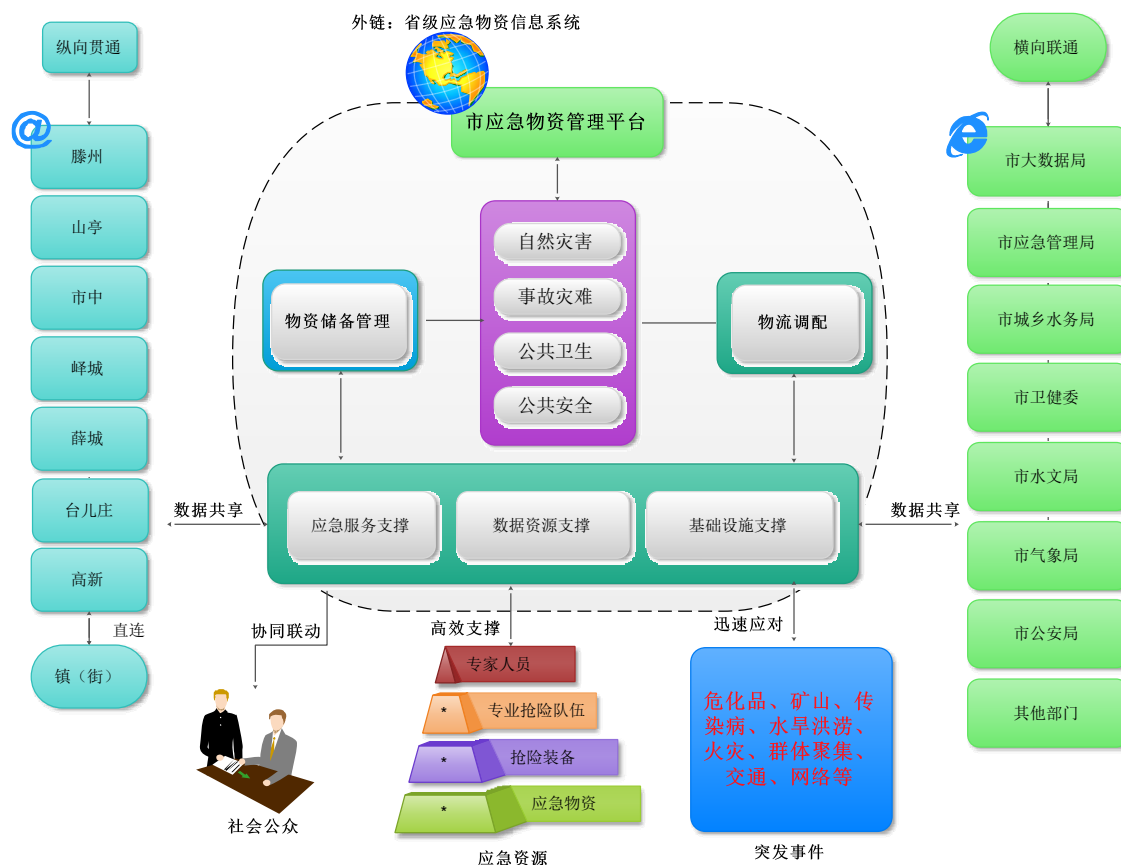 外链：省级应急物资信息系统
市应急物资管理平台
纵向贯通
@
滕州
山亭
市中
峄城
薛城
台儿庄
高新
直连
镇（街）
数据共享
自然灾害
事故灾难
公共卫生
公共安全
物资储备管理
物流调配
应急服务支撑
数据资源支撑
基础设施支撑
数据共享
横向联通
市大数据局
市应急管理局
市城乡水务局
市卫健委
市水文局
市气象局
市公安局
其他部门
协同联动
社会公众
高效支撑
专家人员
* 专业抢险队伍
* 抢险装备
* 应急物资
应急资源
迅速应对
危化品、矿山、传
染病、水旱洪涝、
火灾、群体聚集、
交通、网络等
突发事件